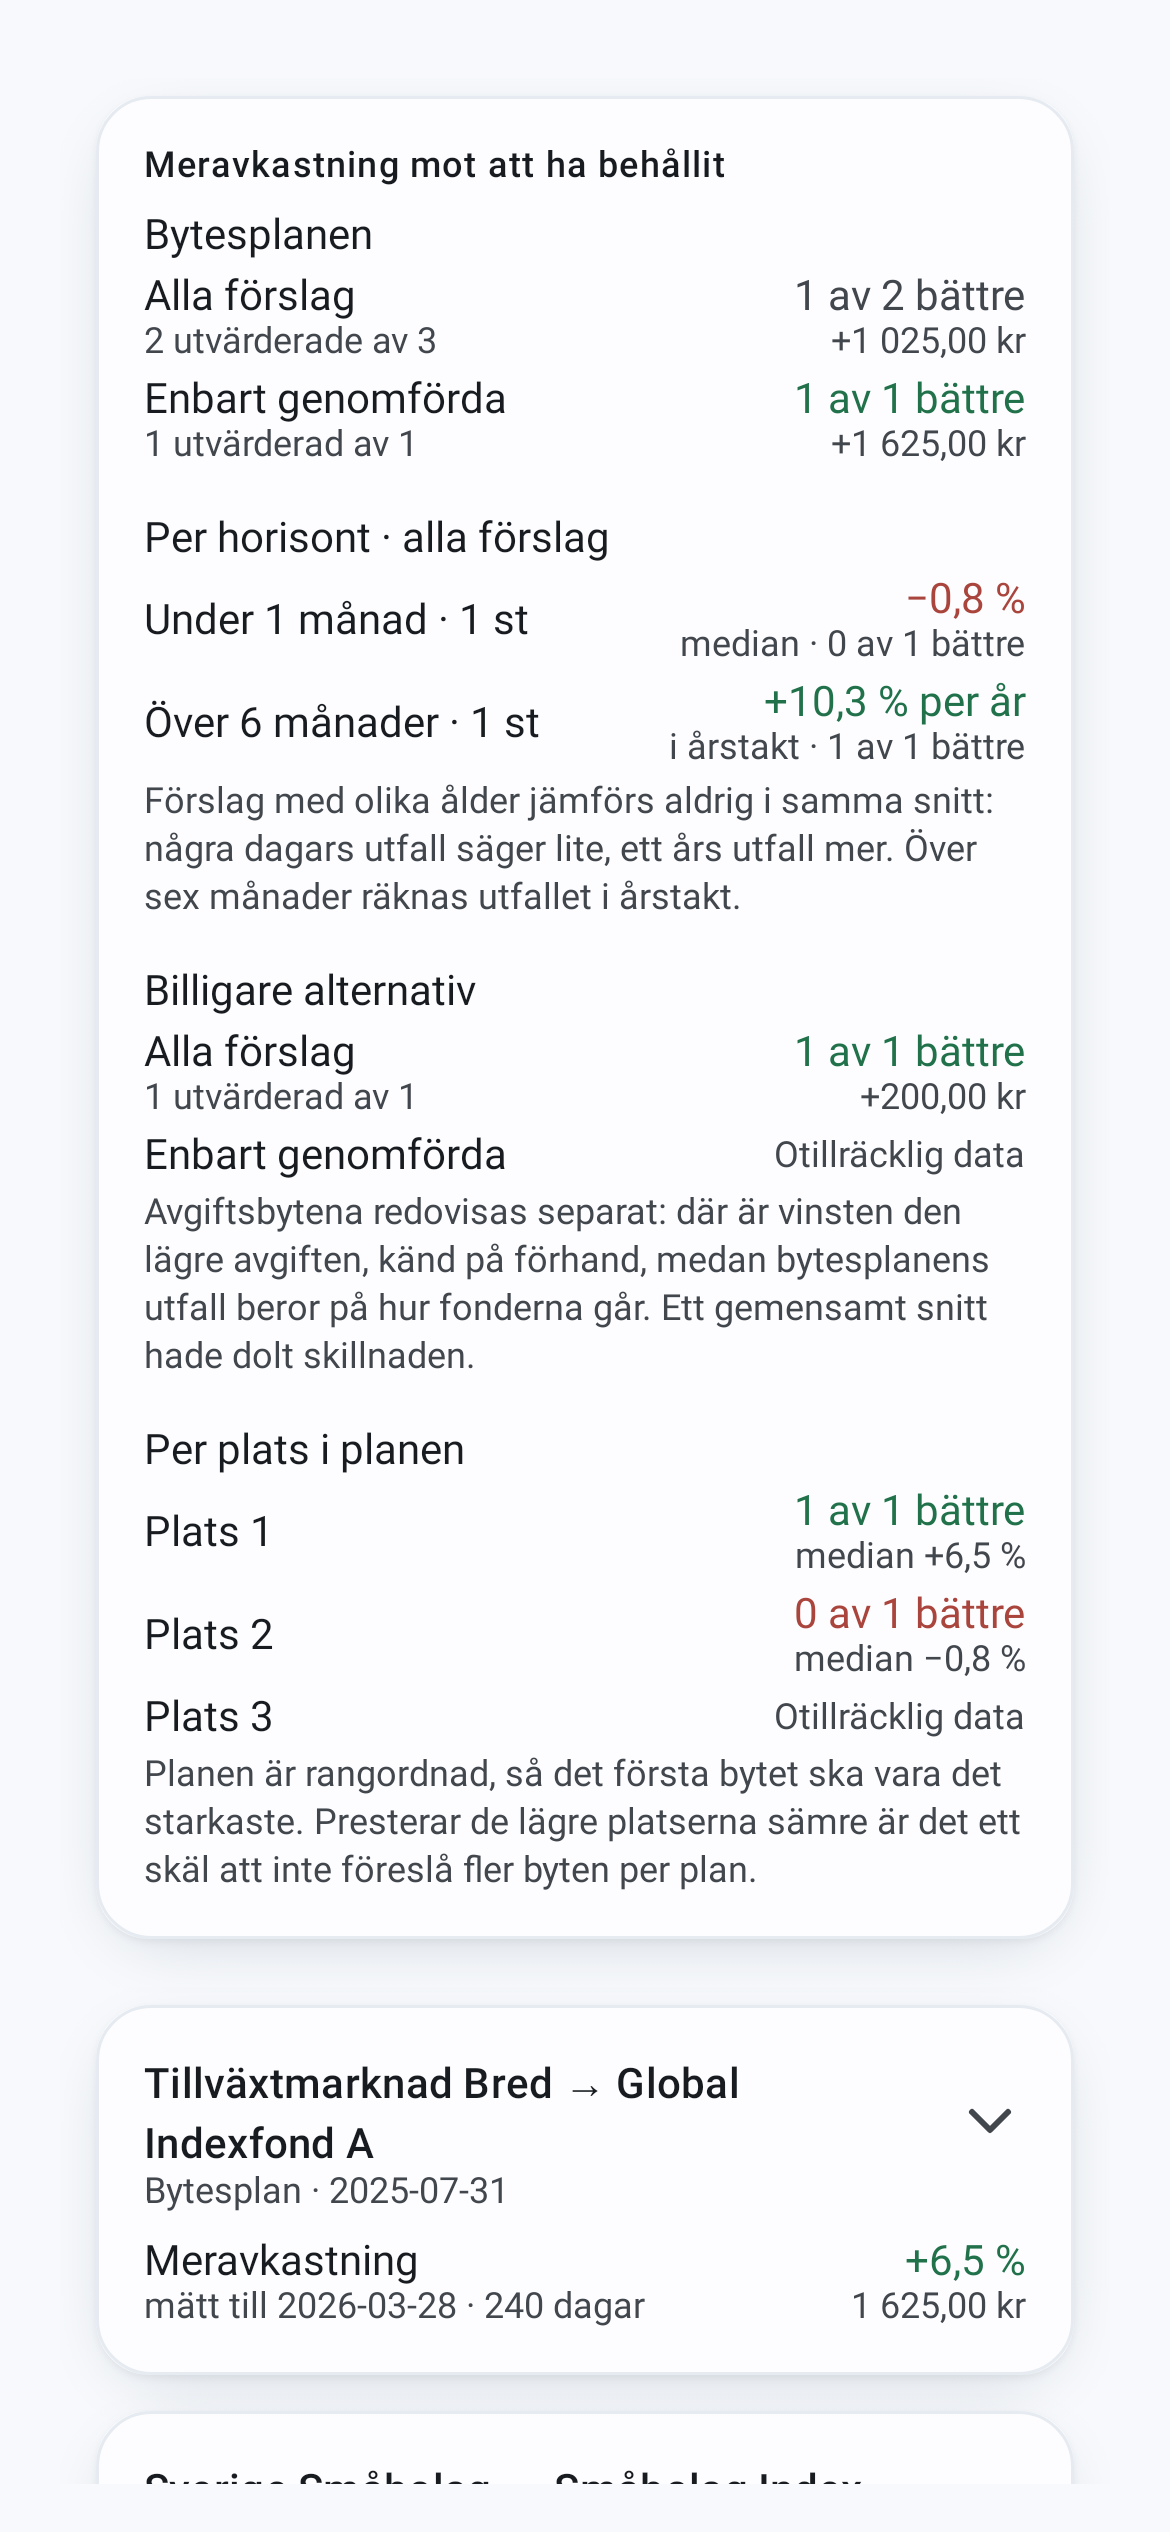 Meravkastning mot att ha behållit
Bytesplanen
Alla förslag 1 av 2 bättre
2 utvärderade av 3 +1 025,00 kr
Enbart genomförda 1 av 1 bättre
1 utvärderad av 1 +1 625,00 kr
Per horisont · alla förslag
Under 1 månad · 1 st −0,8 %
median · 0 av 1 bättre
Över 6 månader · 1 st +10,3 % per år
i årstakt · 1 av 1 bättre
Förslag med olika ålder jämförs aldrig i samma snitt:
några dagars utfall säger lite, ett års utfall mer. Över
sex månader räknas utfallet i årstakt.
Billigare alternativ
Alla förslag 1 av 1 bättre
1 utvärderad av 1 +200,00 kr
Enbart genomförda Otillräcklig data
Avgiftsbytena redovisas separat: där är vinsten den
lägre avgiften, känd på förhand, medan bytesplanens
utfall beror på hur fonderna går. Ett gemensamt snitt
hade dolt skillnaden.
Per plats i planen
Plats 1 1 av 1 bättre
median +6,5 %
Plats 2 0 av 1 bättre
median −0,8 %
Plats 3 Otillräcklig data
Planen är rangordnad, så det första bytet ska vara det
starkaste. Presterar de lägre platserna sämre är det ett
skäl att inte föreslå fler byten per plan.
Tillväxtmarknad Bred → Global
Indexfond A
Bytesplan · 2025-07-31
Meravkastning +6,5 %
mätt till 2026-03-28 · 240 dagar 1 625,00 kr